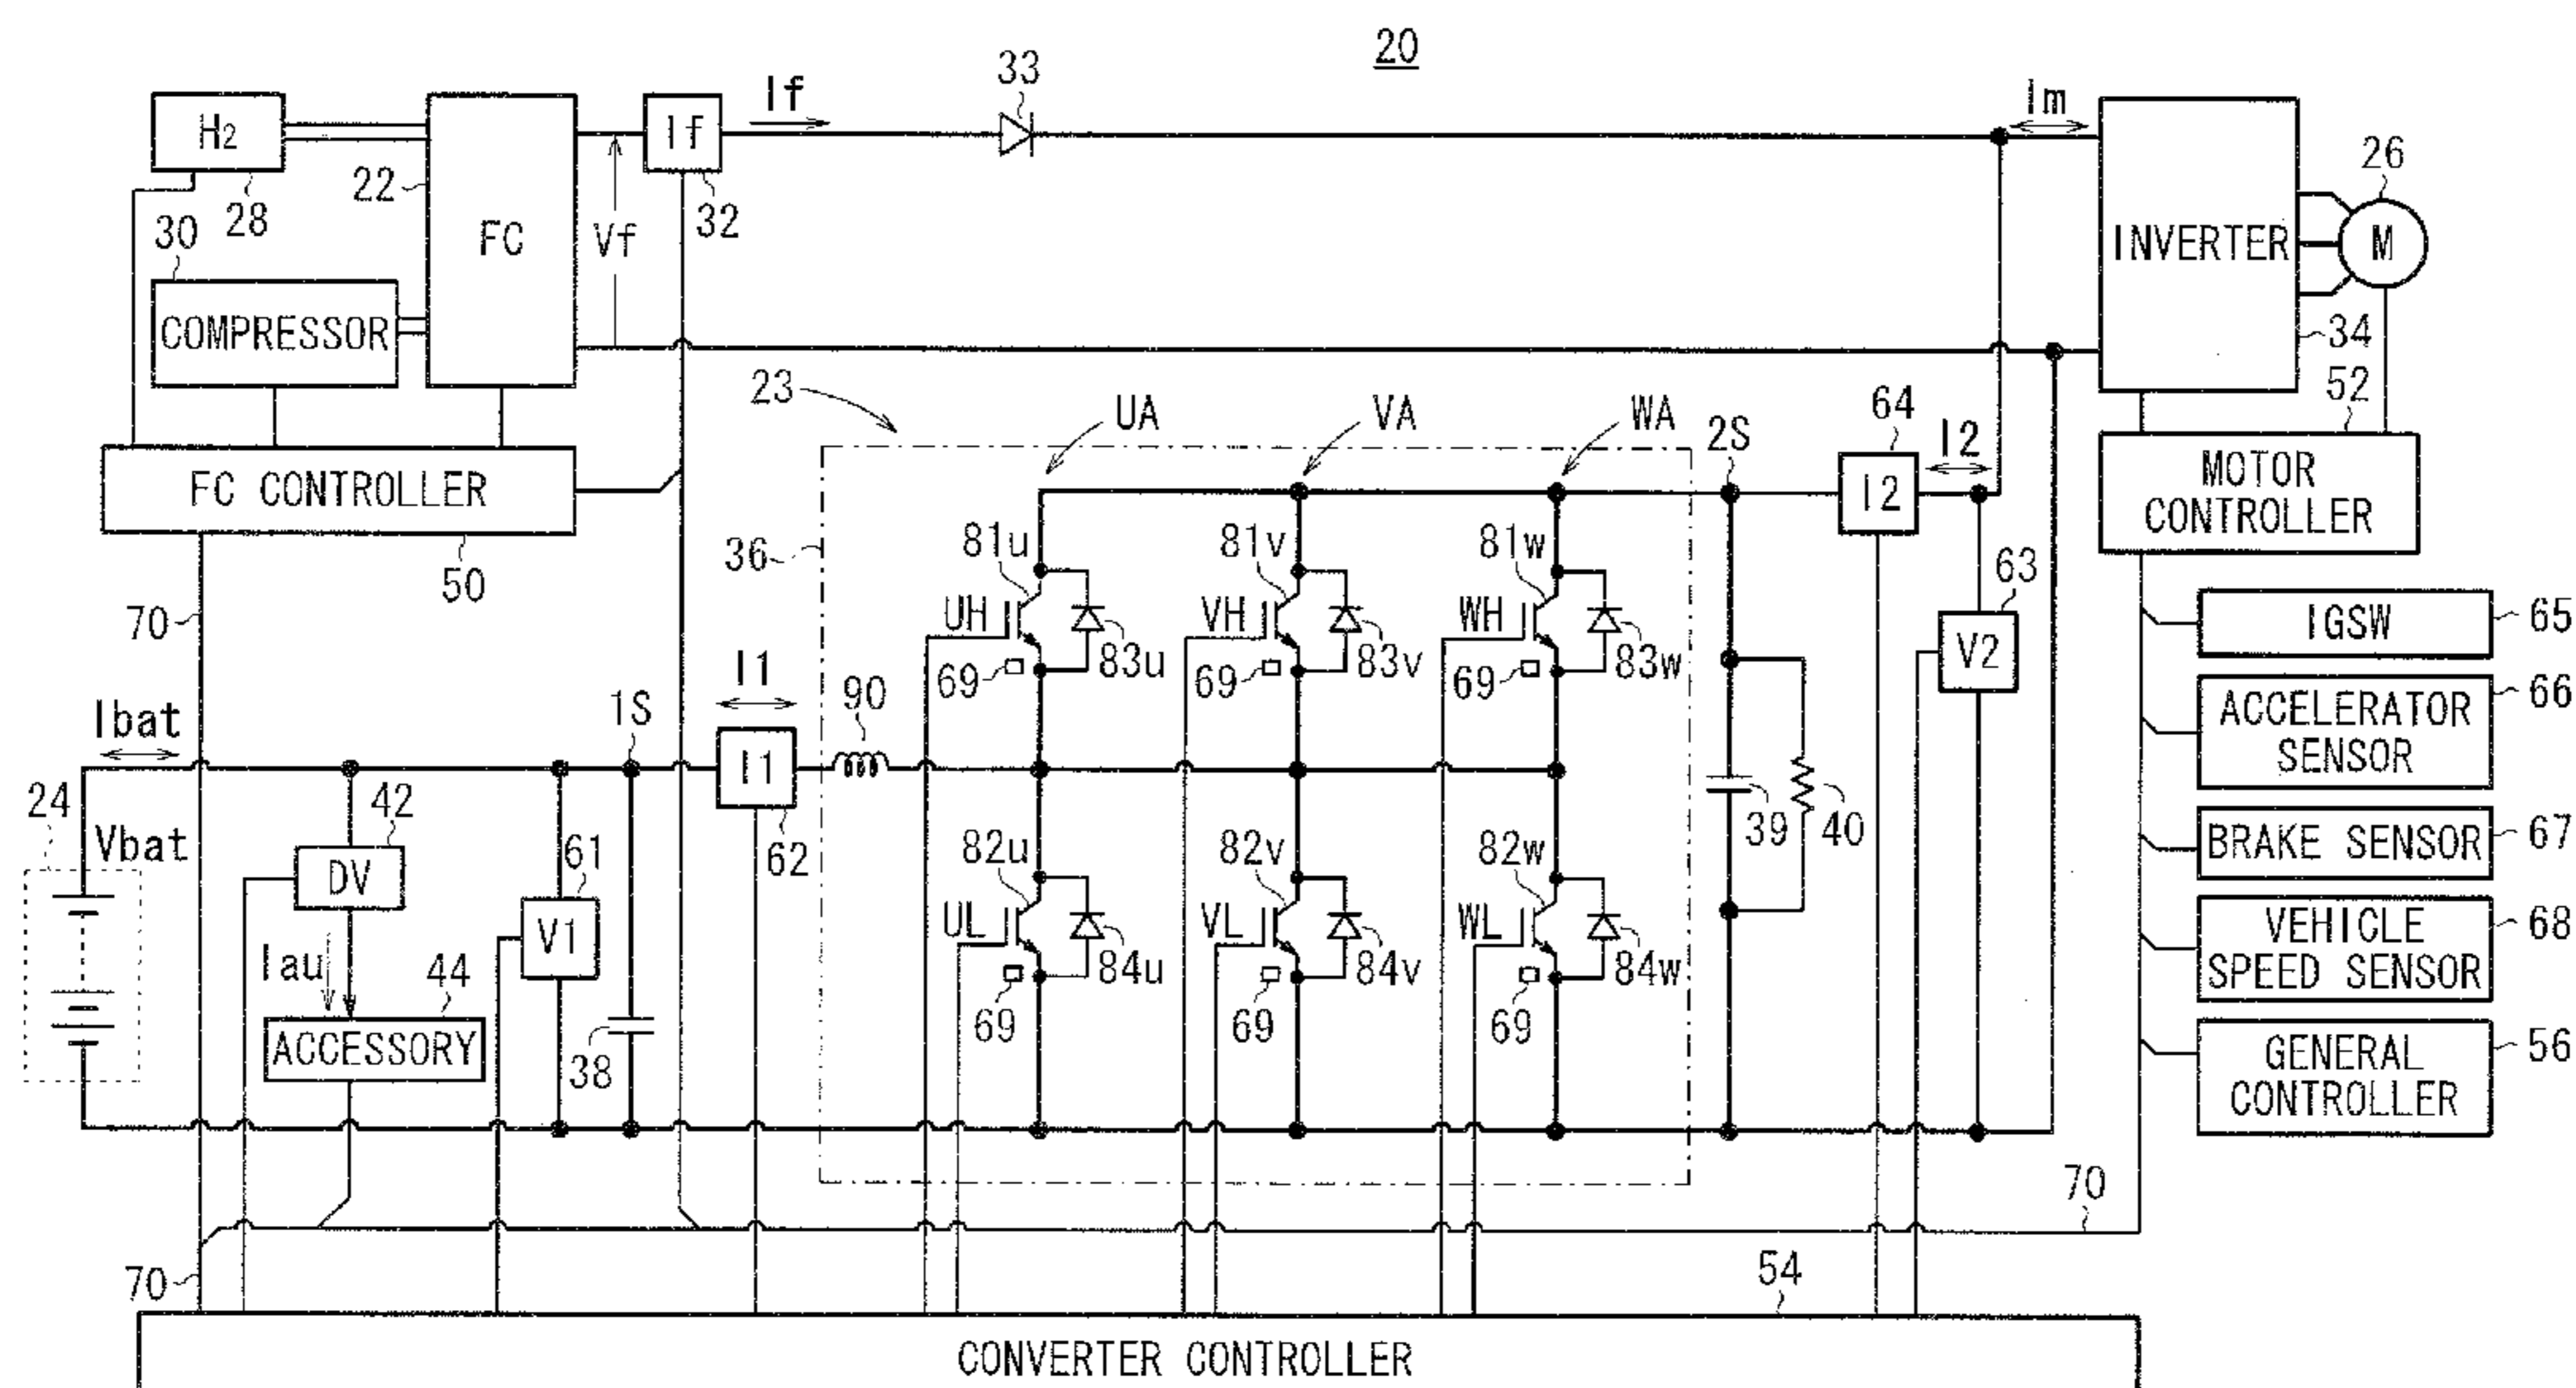 20
33
If
Im
H2
FC
If
INVERTER
26
M
22
28
32
30
Vf
COMPRESSOR
34
23
UA
VA
WA
64
52
2S
I2
FC CONTROLLER
I2
MOTOR
CONTROLLER
36
81u
81v
81w
50
63
70
UH
VH
WH
IGSW
65
83u
83v
83w
V2
69
69
69
I1
66
Ibat
1S
90
ACCELERATOR
SENSOR
I1
24
42
Vbat
61
62
39
40
67
82u
82v
82w
BRAKE SENSOR
DV
UL
VL
WL
V1
VEHICLE
SPEED SENSOR
68
Iau
44
84u
84v
84w
69
69
69
ACCESSORY
38
GENERAL
CONTROLLER
56
70
70
54
CONVERTER CONTROLLER